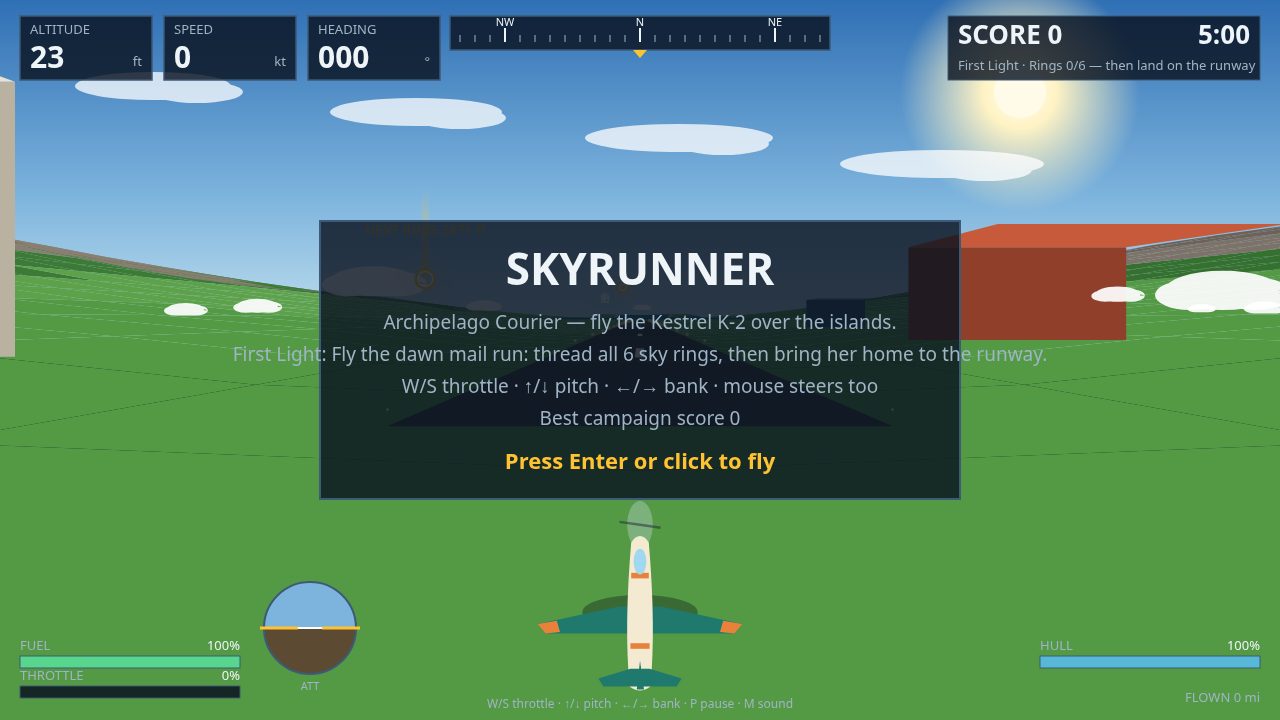 ALTITUDE
23 ft
SPEED
0 kt
HEADING
000 °
NW N NE
SCORE 0 5:00
First Light · Rings 0/6 — then land on the runway
SKYRUNNER
Archipelago Courier — fly the Kestrel K-2 over the islands.
First Light: Fly the dawn mail run: thread all 6 sky rings, then bring her home to the runway.
W/S throttle · ↑/↓ pitch · ←/→ bank · mouse steers too
Best campaign score 0
Press Enter or click to fly
FUEL 100%
THROTTLE 0%
ATT
HULL 100%
FLOWN 0 mi
W/S throttle · ↑/↓ pitch · ←/→ bank · P pause · M sound